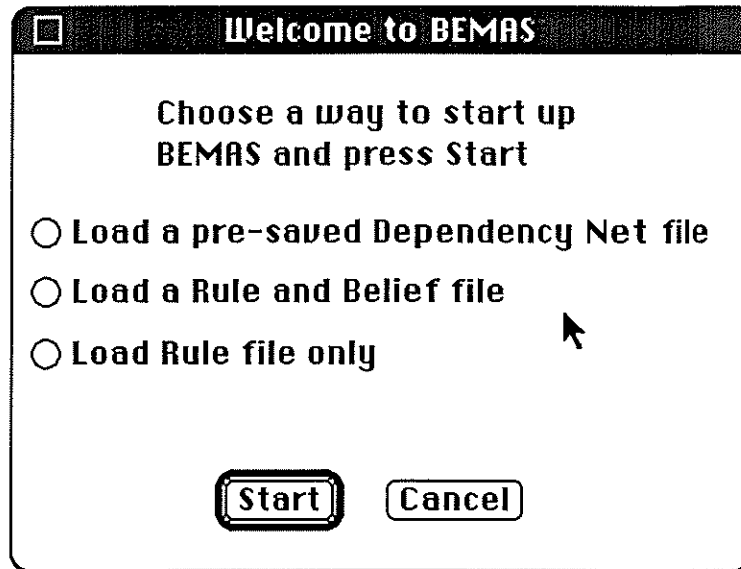 Welcome to BEMAS
Choose a way to start up
BEMAS and press Start
Load a pre-saved Dependency Net file
Load a Rule and Belief file
Load Rule file only
Start Cancel